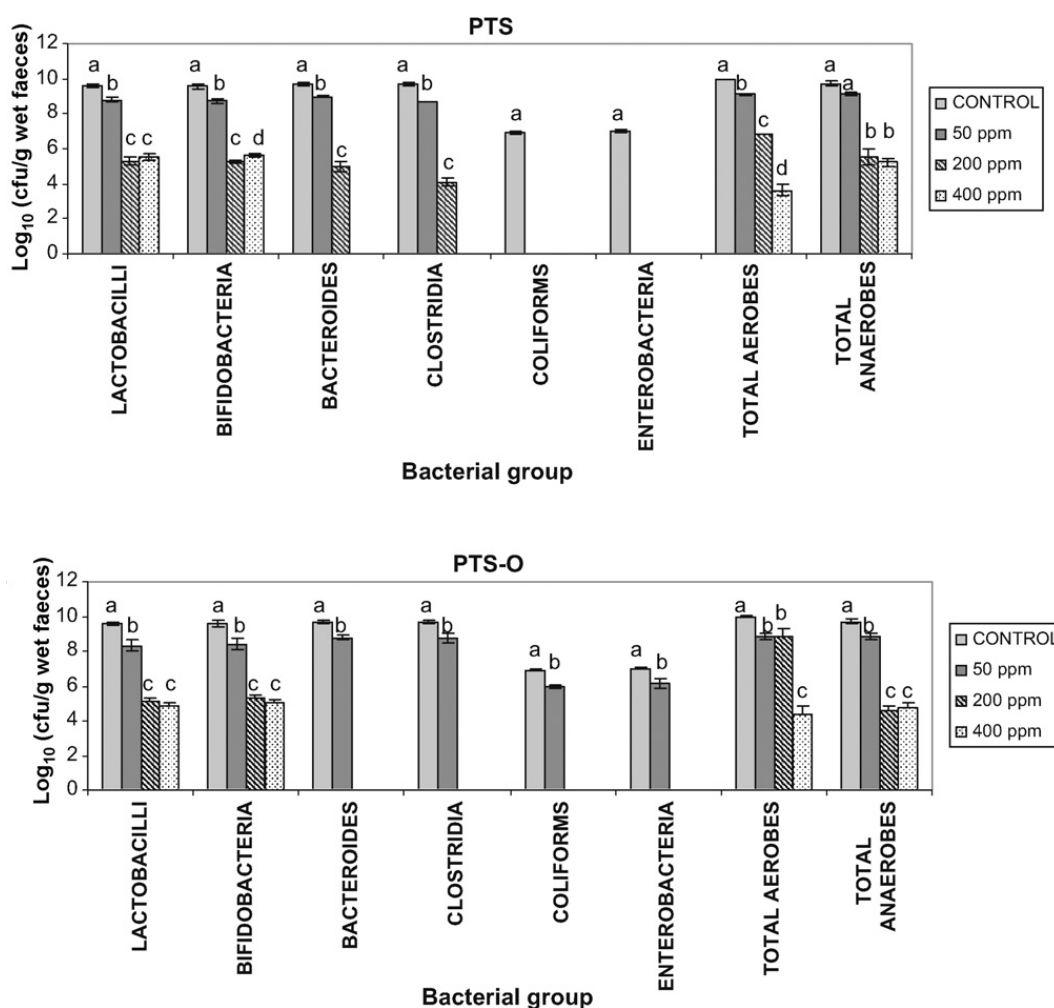 PTS
Log10 (cfu/g wet faeces)
12
10
8
6
4
2
0
a b c c
a b c d
a b c
a b c
a
a
a b c d
a a b b
LACTOBACILLI
BIFIDOBACTERIA
BACTEROIDES
CLOSTRIDIA
COLIFORMS
ENTEROBACTERIA
TOTAL AEROBES
TOTAL
ANAEROBES
Bacterial group
CONTROL
50 ppm
200 ppm
400 ppm
PTS-O
Log10 (cfu/g wet faeces)
12
10
8
6
4
2
0
a b c c
a b c c
a b
a b
a b
a b
a b b c
a b c c
LACTOBACILLI
BIFIDOBACTERIA
BACTEROIDES
CLOSTRIDIA
COLIFORMS
ENTEROBACTERIA
TOTAL AEROBES
TOTAL
ANAEROBES
Bacterial group
CONTROL
50 ppm
200 ppm
400 ppm